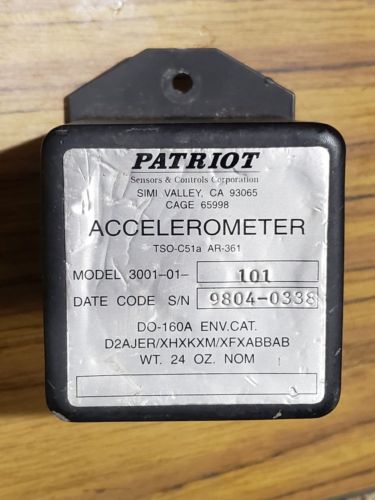 PATRIOT
Sensors & Controls Corporation
SIMI VALLEY, CA 93065
CAGE 65998
ACCELEROMETER
TSO-C51a AR-361
MODEL 3001-01- 101
DATE CODE S/N 9804-0338
DO-160A ENV.CAT.
D2AJER/XHXKXM/XFXABBAB
WT. 24 OZ. NOM